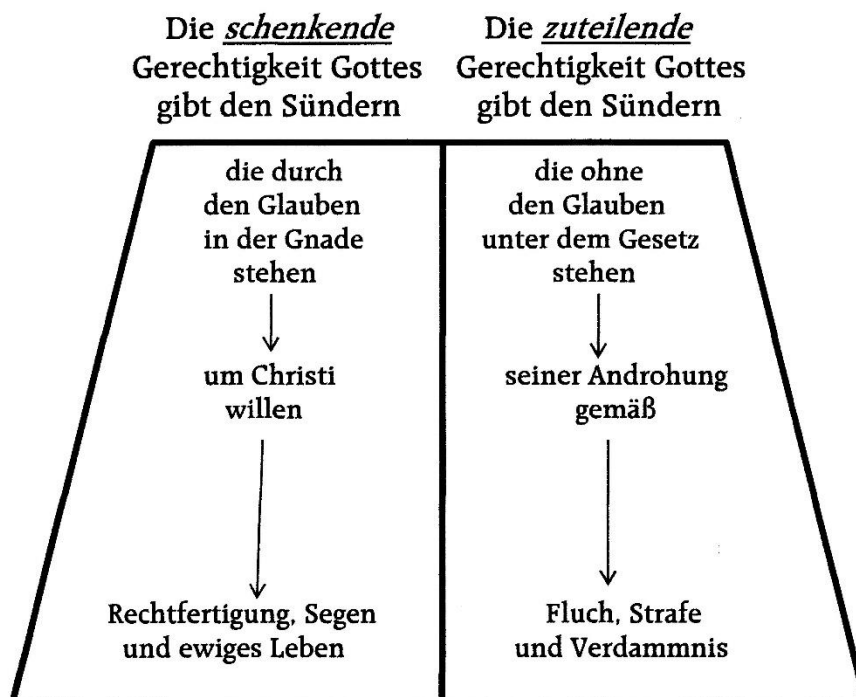 Die schenkende
Gerechtigkeit Gottes
gibt den Sündern
die durch
den Glauben
in der Gnade
stehen
um Christi
willen
Rechtfertigung, Segen
und ewiges Leben
Die zuteilende
Gerechtigkeit Gottes
gibt den Sündern
die ohne
den Glauben
unter dem Gesetz
stehen
seiner Androhung
gemäß
Fluch, Strafe
und Verdammnis